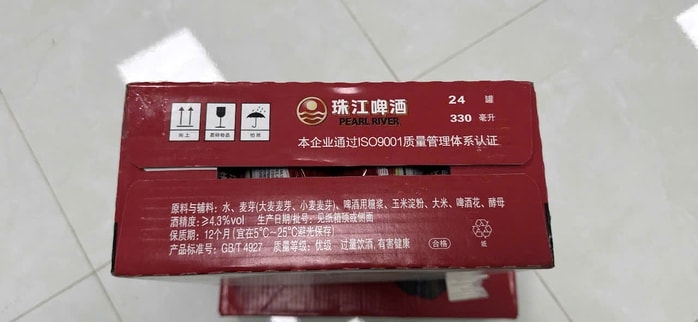 珠江啤酒
PEARL RIVER
24 罐
330 毫升
向上
易碎物品
怕雨
本企业通过ISO9001质量管理体系认证
原料与辅料：水、麦芽(大麦麦芽、小麦麦芽)、啤酒用糖浆、玉米淀粉、大米、啤酒花、酵母
酒精度：≥4.3%vol 生产日期/批号：见纸箱顶或侧面
保质期：12个月(宜在5℃～25℃避光保存)
产品标准号：GB/T 4927 质量等级：优级 过量饮酒，有害健康
合格
纸